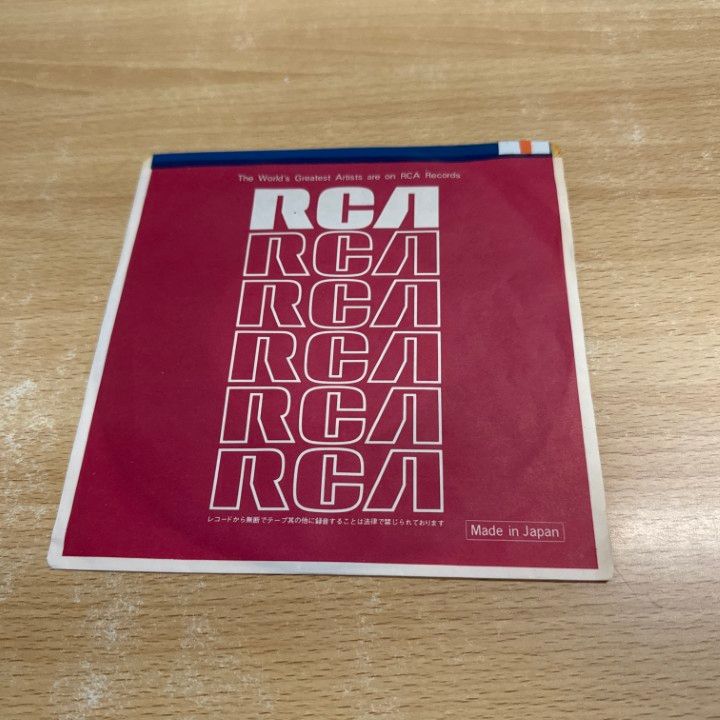 The World's Greatest Artists are on RCA Records
RCA
RCA
RCA
RCA
RCA
RCA
レコードから無断でテープ其の他に録音することは法律で禁じられております
Made in Japan